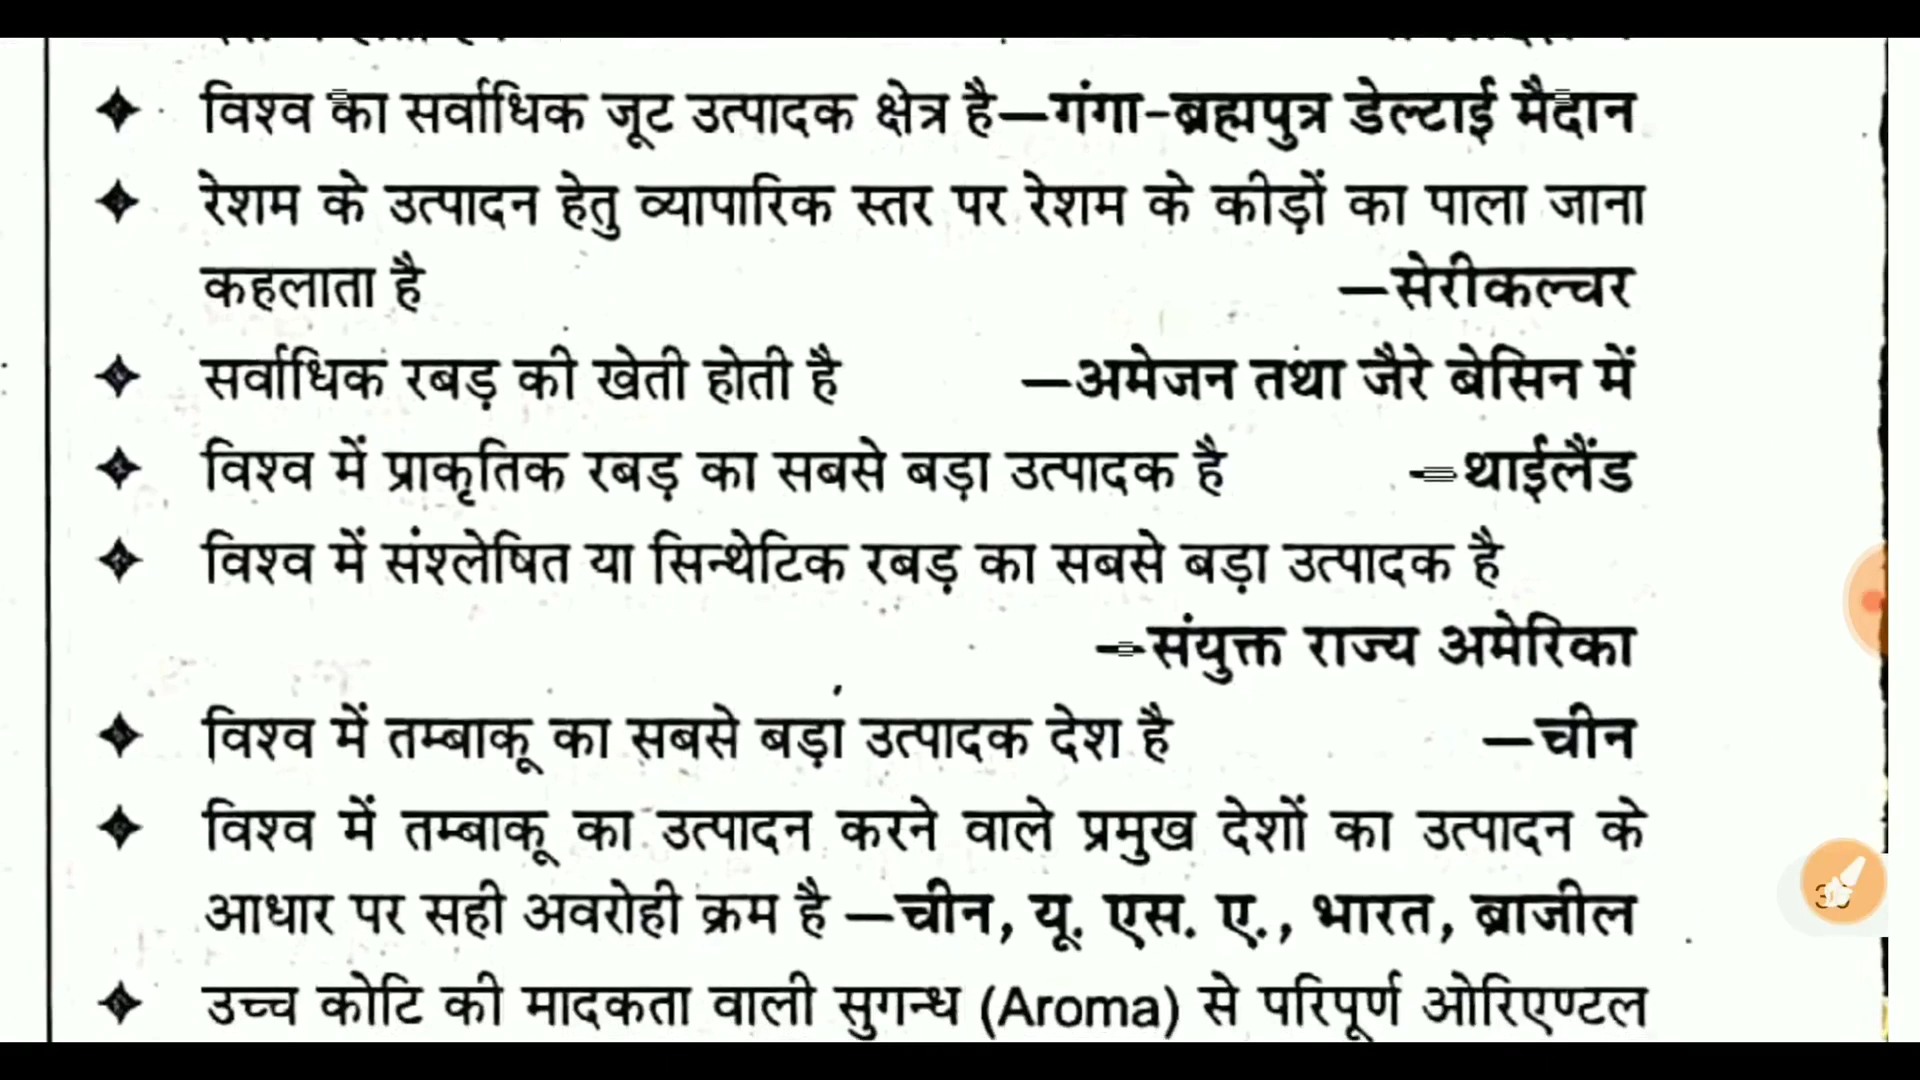 विश्व का सर्वाधिक जूट उत्पादक क्षेत्र है—गंगा-ब्रह्मपुत्र डेल्टाई मैदान
रेशम के उत्पादन हेतु व्यापारिक स्तर पर रेशम के कीड़ों का पाला जाना
कहलाता है —सेरीकल्चर
सर्वाधिक रबड़ की खेती होती है —अमेजन तथा जैरे बेसिन में
विश्व में प्राकृतिक रबड़ का सबसे बड़ा उत्पादक है —थाईलैंड
विश्व में संश्लेषित या सिन्थेटिक रबड़ का सबसे बड़ा उत्पादक है
—संयुक्त राज्य अमेरिका
विश्व में तम्बाकू का सबसे बड़ा उत्पादक देश है —चीन
विश्व में तम्बाकू का उत्पादन करने वाले प्रमुख देशों का उत्पादन के
आधार पर सही अवरोही क्रम है —चीन, यू. एस. ए., भारत, ब्राजील
उच्च कोटि की मादकता वाली सुगन्ध (Aroma) से परिपूर्ण ओरिएण्टल